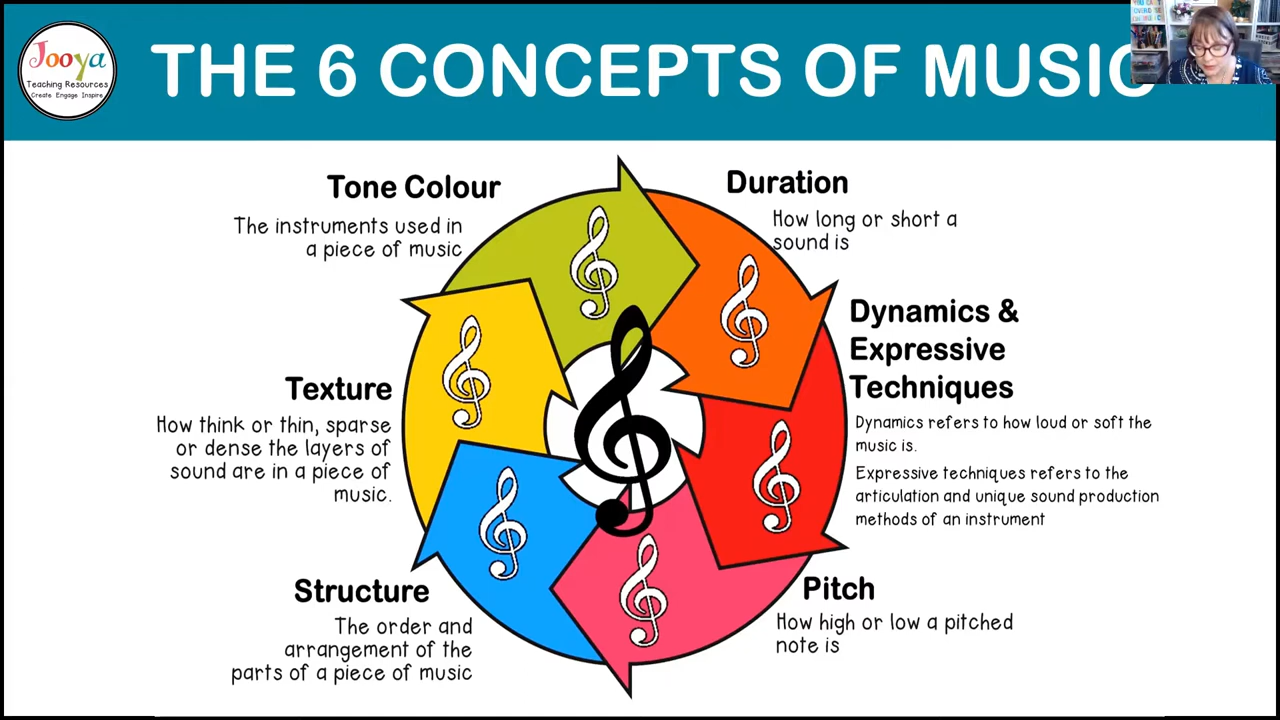 Jooya
Teaching Resources
Create Engage Inspire
THE 6 CONCEPTS OF MUSIC
Tone Colour
The instruments used in
a piece of music
Duration
How long or short a
sound is
Dynamics &
Expressive
Techniques
Dynamics refers to how loud or soft the
music is.
Expressive techniques refers to the
articulation and unique sound production
methods of an instrument
Pitch
How high or low a pitched
note is
Structure
The order and
arrangement of the
parts of a piece of music
Texture
How think or thin, sparse
or dense the layers of
sound are in a piece of
music.